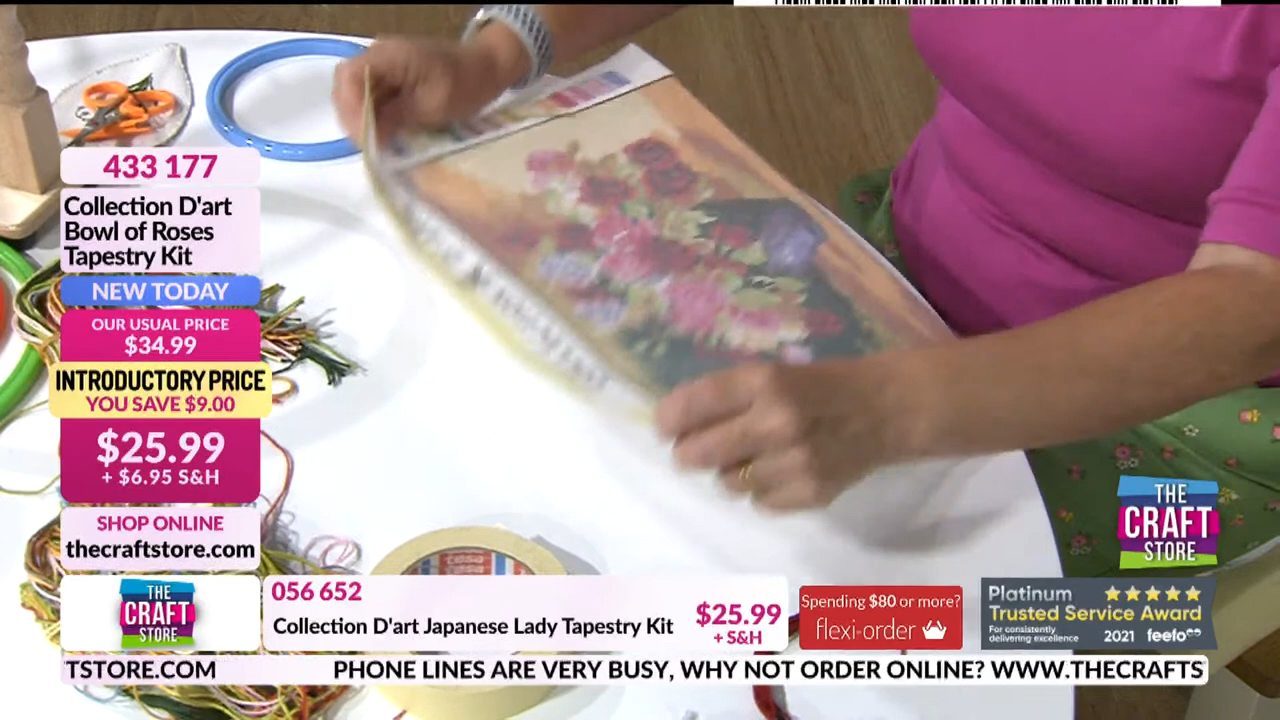 433 177
Collection D'art
Bowl of Roses
Tapestry Kit
NEW TODAY
OUR USUAL PRICE
$34.99
INTRODUCTORY PRICE
YOU SAVE $9.00
$25.99
+ $6.95 S&H
SHOP ONLINE
thecraftstore.com
THE
CRAFT
STORE
THE
CRAFT
STORE
056 652
Collection D'art Japanese Lady Tapestry Kit
$25.99
+ S&H
Spending $80 or more?
flexi-order
Platinum
Trusted Service Award
For consistently
delivering excellence
2021 feefo
TSTORE.COM
PHONE LINES ARE VERY BUSY, WHY NOT ORDER ONLINE? WWW.THECRAFTS